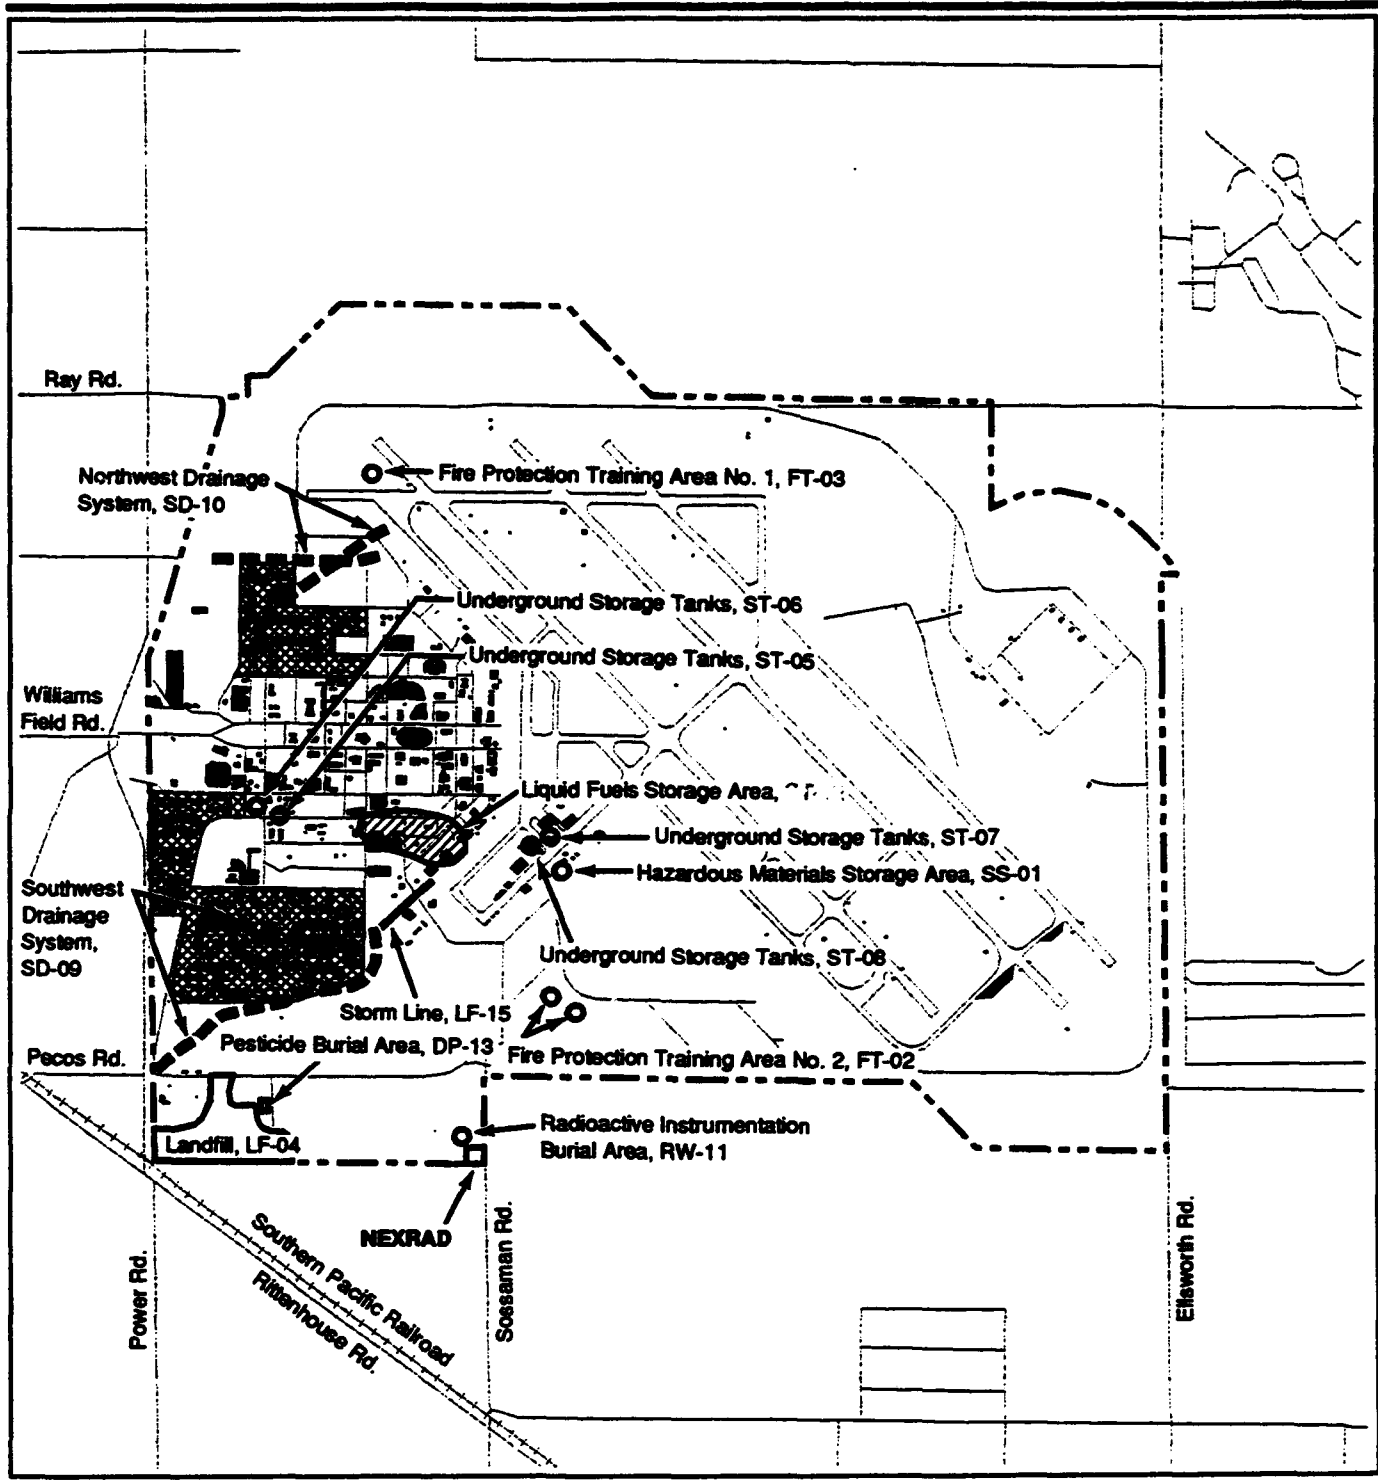 Ray Rd.
Northwest Drainage
System, SD-10
Fire Protection Training Area No. 1, FT-03
Underground Storage Tanks, ST-06
Underground Storage Tanks, ST-05
Williams
Field Rd.
Liquid Fuels Storage Area,
Underground Storage Tanks, ST-07
Hazardous Materials Storage Area, SS-01
Southwest
Drainage
System,
SD-09
Underground Storage Tanks, ST-08
Storm Line, LF-15
Pesticide Burial Area, DP-13
Fire Protection Training Area No. 2, FT-02
Pecos Rd.
Landfill, LF-04
Radioactive Instrumentation
Burial Area, RW-11
NEXRAD
Southern Pacific Railroad
Rittenhouse Rd.
Power Rd.
Sossaman Rd.
Ellsworth Rd.